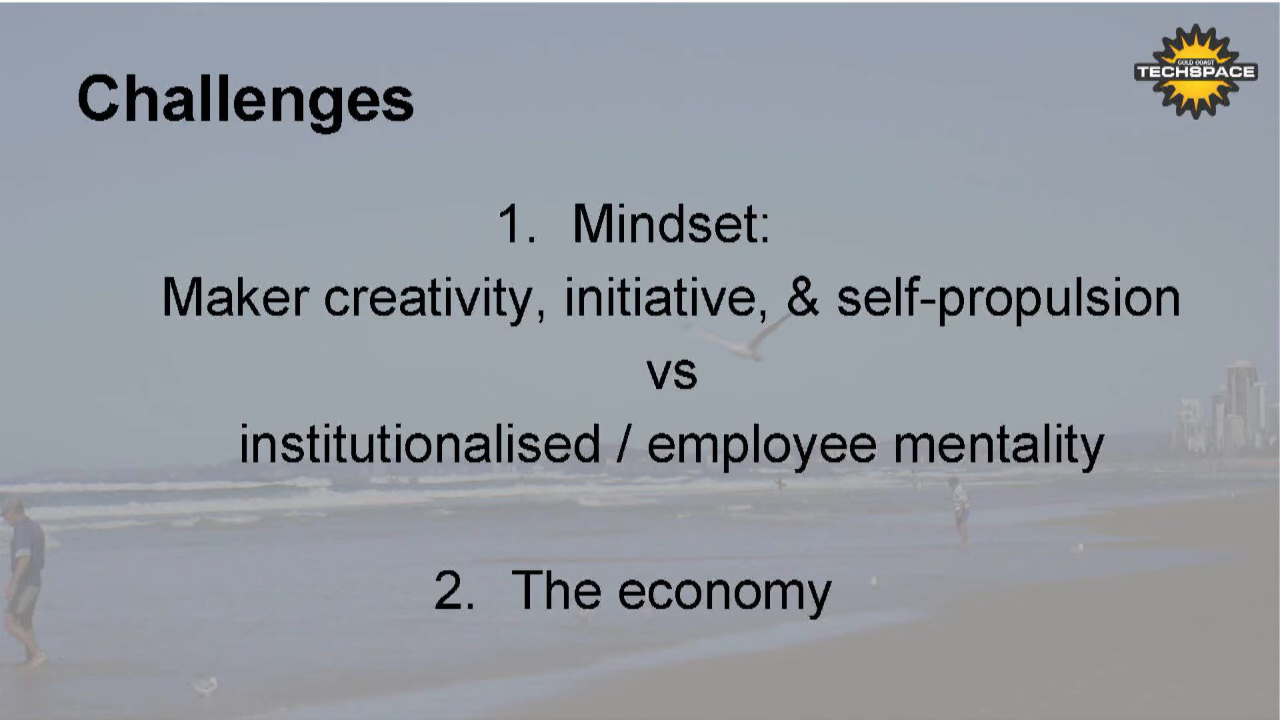 GOLD COAST
TECHSPACE
Challenges
1. Mindset:
Maker creativity, initiative, & self-propulsion
vs
institutionalised / employee mentality
2. The economy